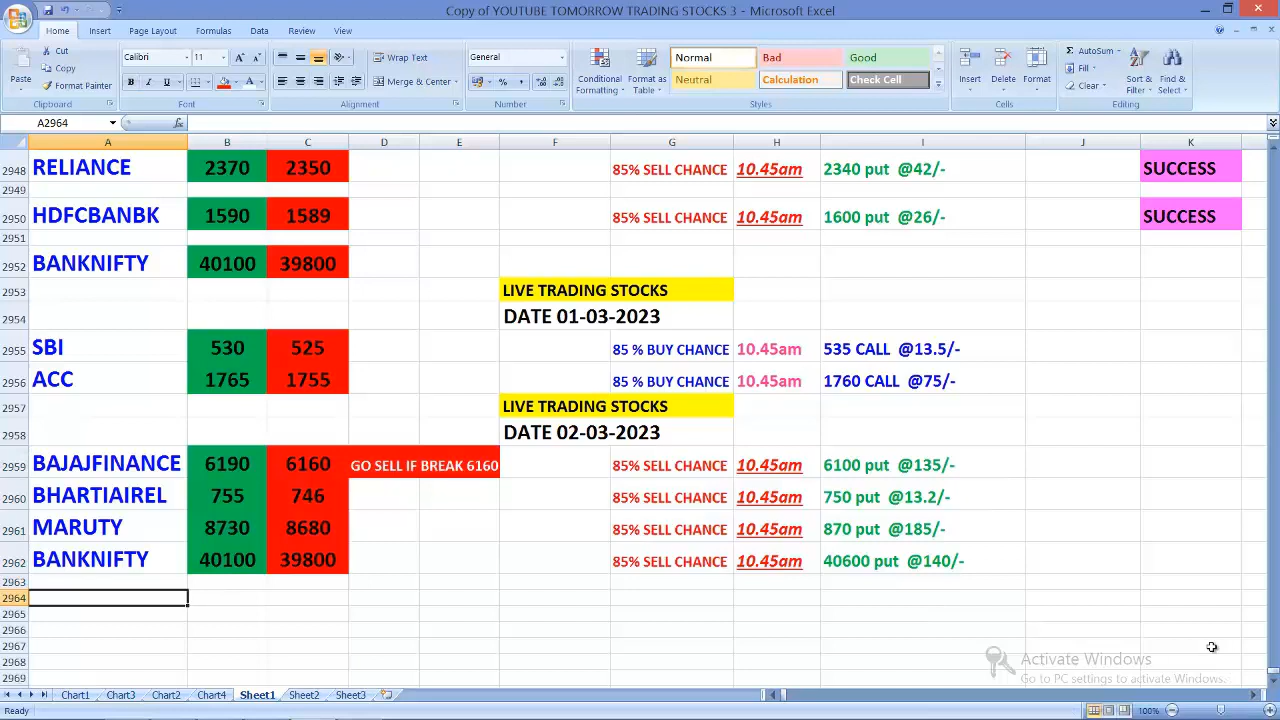 Copy of YOUTUBE TOMORROW TRADING STOCKS 3 - Microsoft Excel
Home Insert Page Layout Formulas Data Review View
Paste Cut Copy Format Painter Clipboard
Calibri 11 B I U A Font
Wrap Text Merge & Center Alignment
General % , Number
Conditional Formatting Format as Table Normal Bad Good Neutral Calculation Check Cell Styles
Insert Delete Format Cells
AutoSum Fill Clear Sort & Filter Find & Select Editing
A2964 fx
A B C D E F G H I J K
2948 RELIANCE 2370 2350 85% SELL CHANCE 10.45am 2340 put @42/- SUCCESS
2949
2950 HDFCBANBK 1590 1589 85% SELL CHANCE 10.45am 1600 put @26/- SUCCESS
2951
2952 BANKNIFTY 40100 39800
2953 LIVE TRADING STOCKS
2954 DATE 01-03-2023
2955 SBI 530 525 85 % BUY CHANCE 10.45am 535 CALL @13.5/-
2956 ACC 1765 1755 85 % BUY CHANCE 10.45am 1760 CALL @75/-
2957 LIVE TRADING STOCKS
2958 DATE 02-03-2023
2959 BAJAJFINANCE 6190 6160 GO SELL IF BREAK 6160 85% SELL CHANCE 10.45am 6100 put @135/-
2960 BHARTIAIREL 755 746 85% SELL CHANCE 10.45am 750 put @13.2/-
2961 MARUTY 8730 8680 85% SELL CHANCE 10.45am 870 put @185/-
2962 BANKNIFTY 40100 39800 85% SELL CHANCE 10.45am 40600 put @140/-
2963
2964
2965
2966
2967
2968
2969
Activate Windows
Go to PC settings to activate Windows.
Chart1 Chart3 Chart2 Chart4 Sheet1 Sheet2 Sheet3
Ready 100%